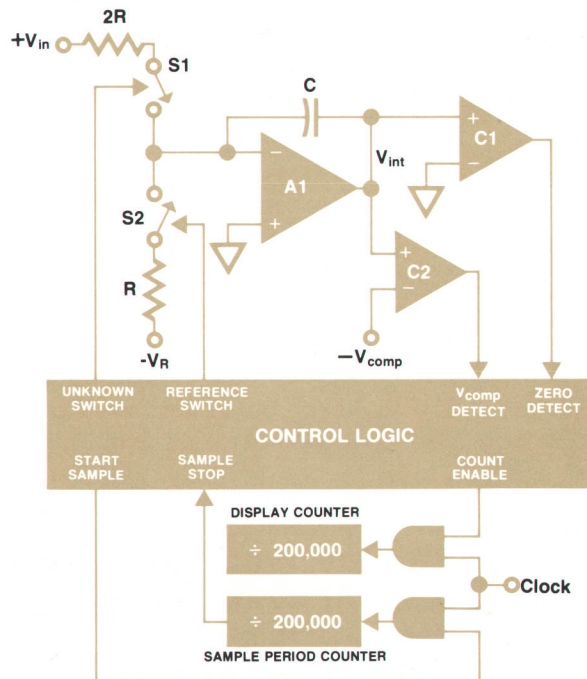 2R
+Vin
S1
C
+
C1
−
Vint
−
A1
+
S2
+
C2
−
R
-VR
−Vcomp
UNKNOWN SWITCH
REFERENCE SWITCH
Vcomp DETECT
ZERO DETECT
CONTROL LOGIC
START SAMPLE
SAMPLE STOP
COUNT ENABLE
DISPLAY COUNTER
÷ 200,000
Clock
÷ 200,000
SAMPLE PERIOD COUNTER